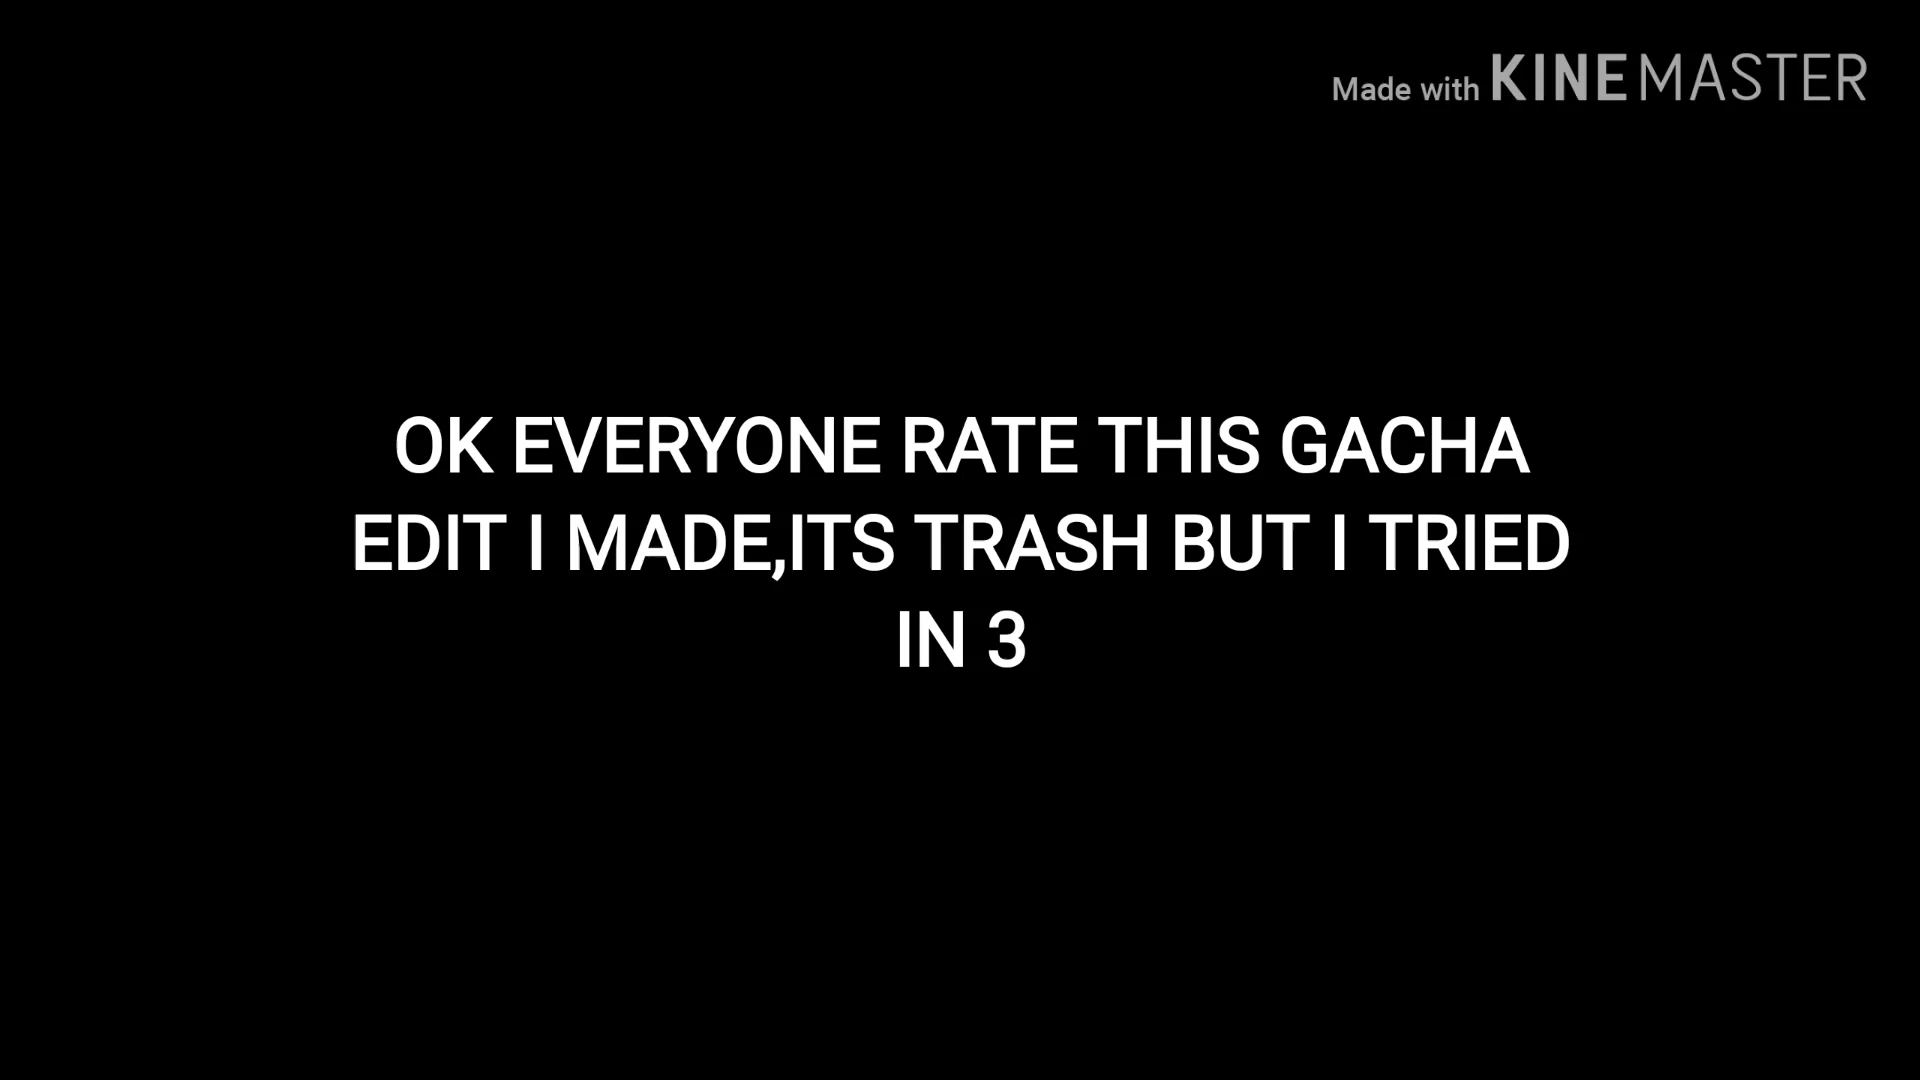 Made with KINEMASTER
OK EVERYONE RATE THIS GACHA
EDIT I MADE,ITS TRASH BUT I TRIED
IN 3